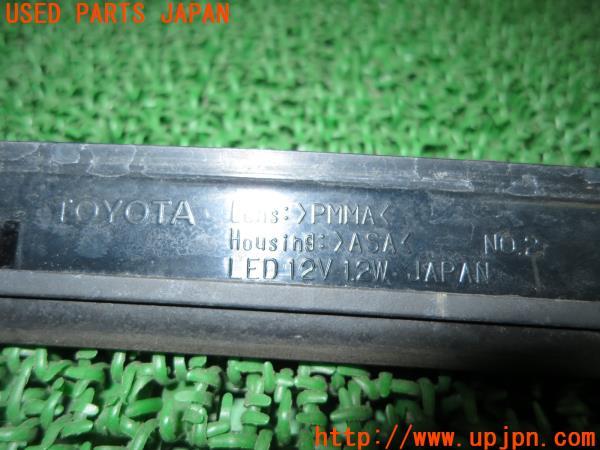 USED PARTS JAPAN
TOYOTA Lens:>PMMA<
Housing:>ASA< NO.2
LED 12V 1.2W JAPAN
http://www.upjpn.com